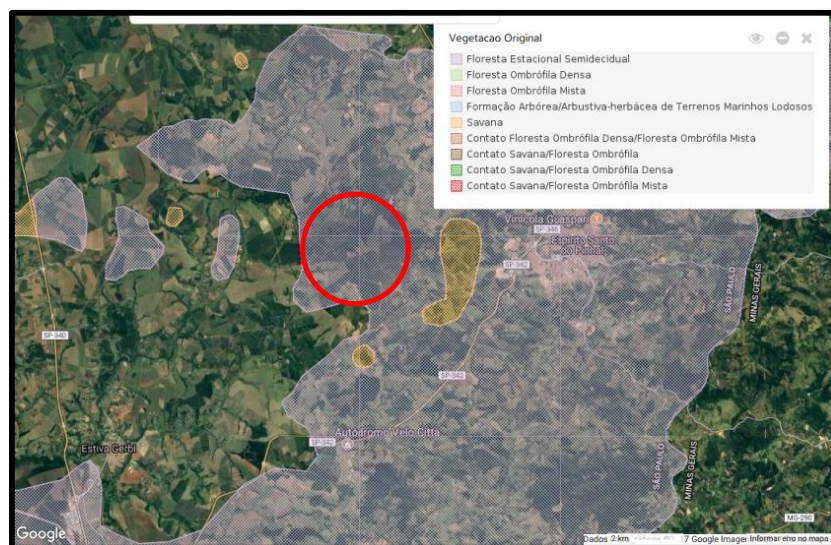 Vegetacao Original
Floresta Estacional Semidecidual
Floresta Ombrófila Densa
Floresta Ombrófila Mista
Formação Arbórea/Arbustiva-herbácea de Terrenos Marinhos Lodosos
Savana
Contato Floresta Ombrófila Densa/Floresta Ombrófila Mista
Contato Savana/Floresta Ombrófila
Contato Savana/Floresta Ombrófila Densa
Contato Savana/Floresta Ombrófila Mista
Vinícola Guaspari
SP-346
Espírito Santo do Pinhal
SP-342
SÃO PAULO
MINAS GERAIS
SP-340
SP-342
Autódromo Velo Città
SP-342
Estiva Gerbi
SÃO PAULO
MINAS GERAIS
MG-290
Google
Dados 2 km 7 Google Imagen Informar erro no mapa